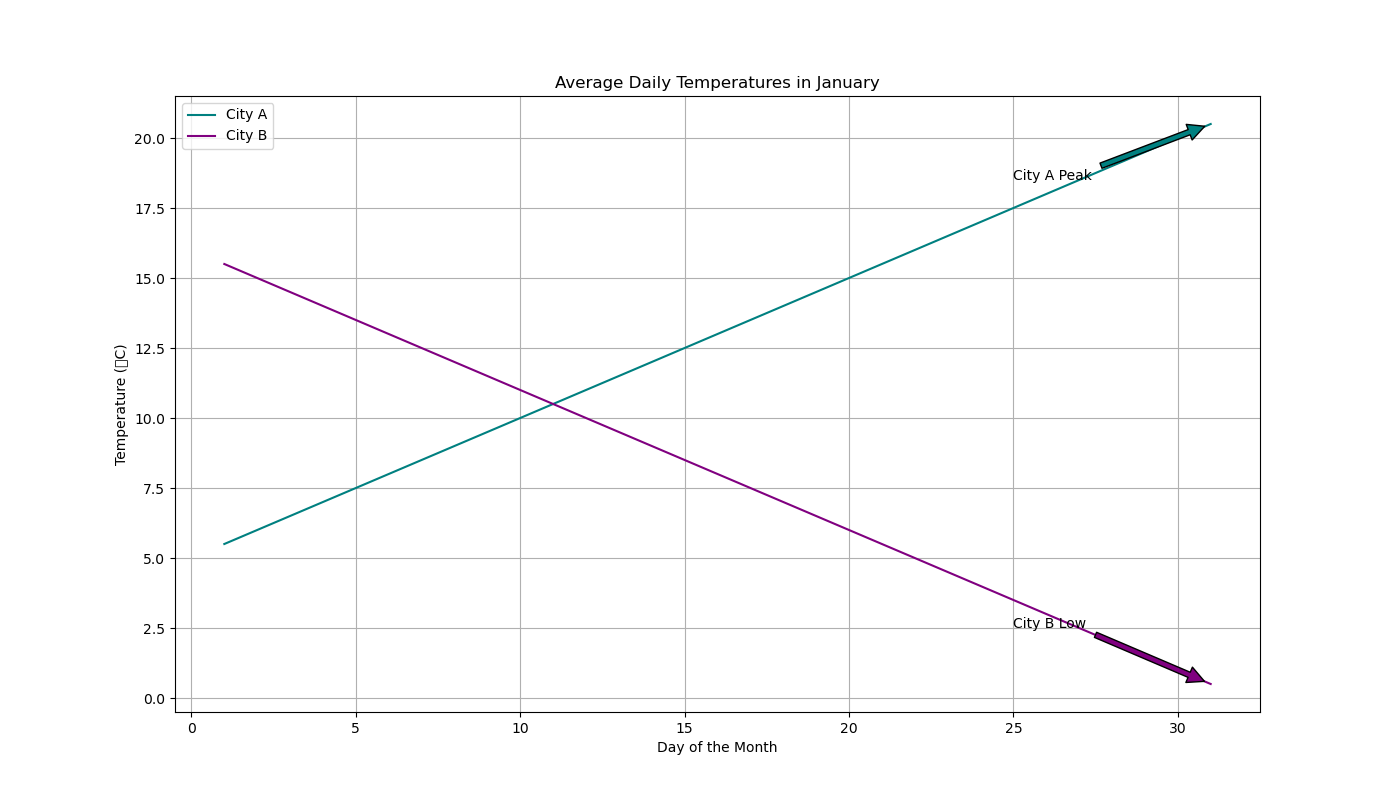 Average Daily Temperatures in January
City A
City B
20.0
17.5
15.0
12.5
10.0
7.5
5.0
2.5
0.0
Temperature (▯C)
City A Peak
City B Low
0 5 10 15 20 25 30
Day of the Month